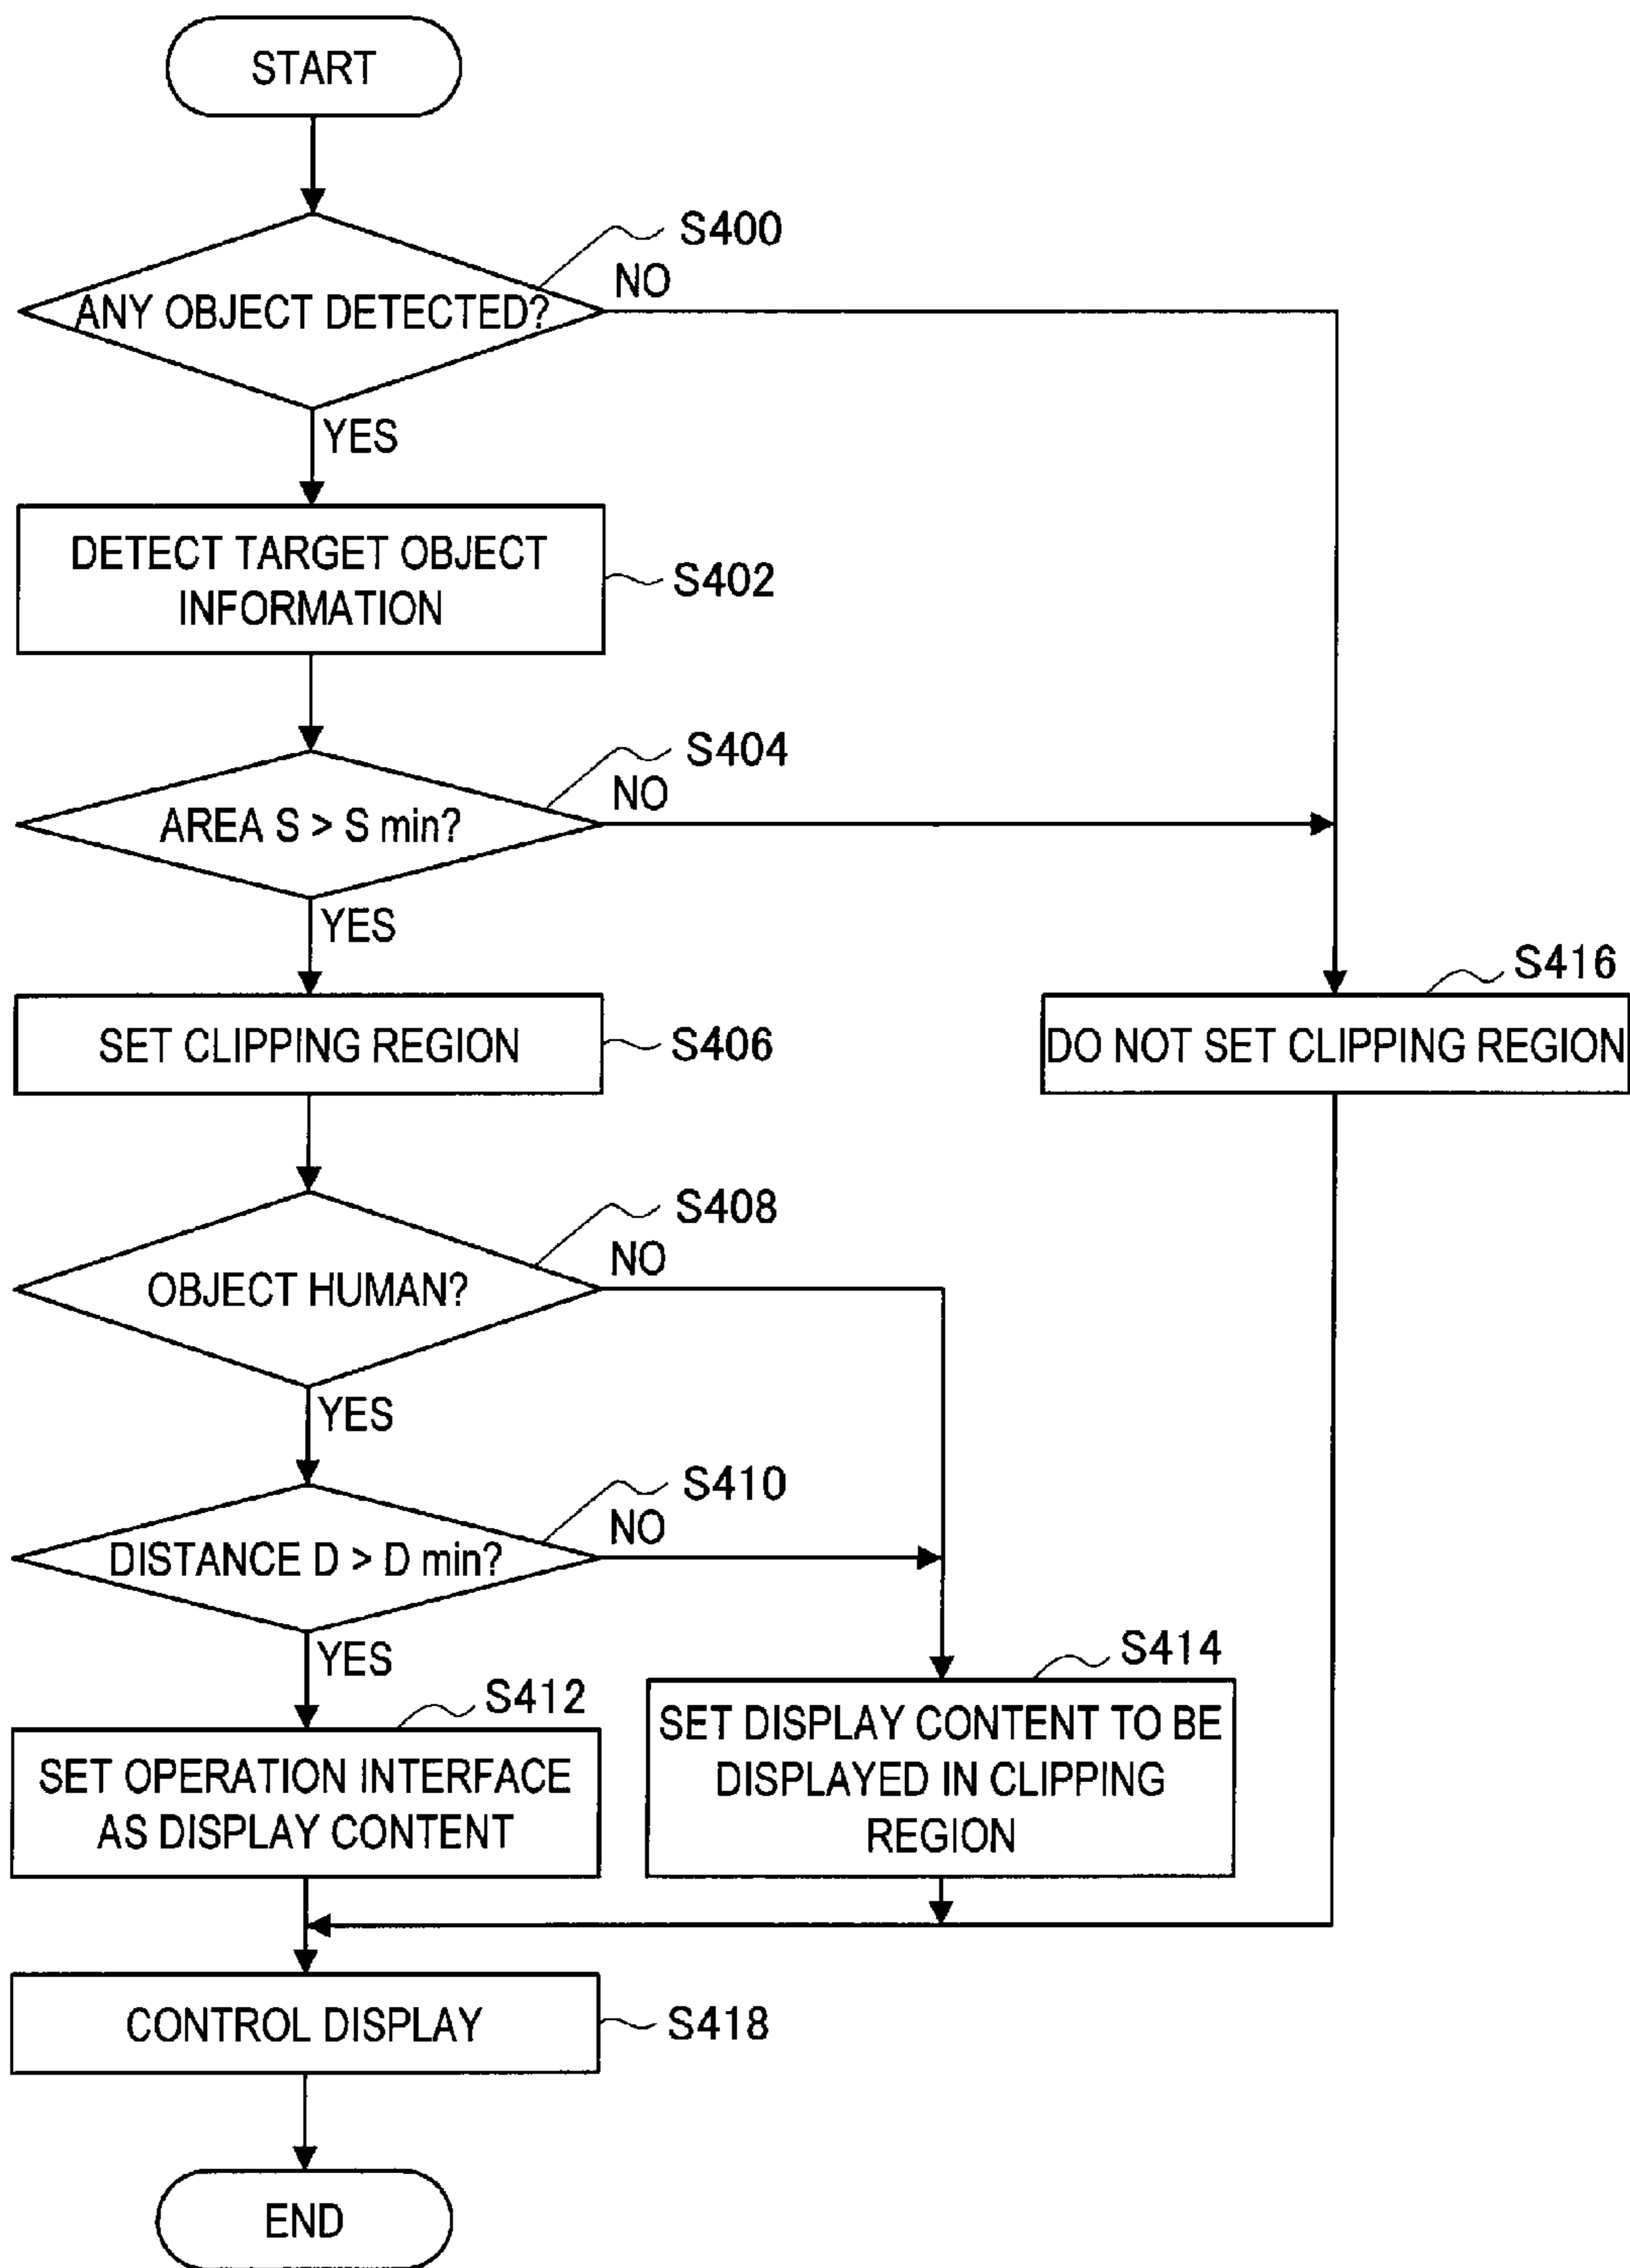 START
S400
NO
ANY OBJECT DETECTED?
YES
DETECT TARGET OBJECT
INFORMATION
S402
S404
NO
AREA S > S min?
YES
S416
SET CLIPPING REGION
S406
DO NOT SET CLIPPING REGION
S408
NO
OBJECT HUMAN?
YES
S410
NO
DISTANCE D > D min?
YES
S412
SET OPERATION INTERFACE
AS DISPLAY CONTENT
S414
SET DISPLAY CONTENT TO BE
DISPLAYED IN CLIPPING
REGION
CONTROL DISPLAY
S418
END